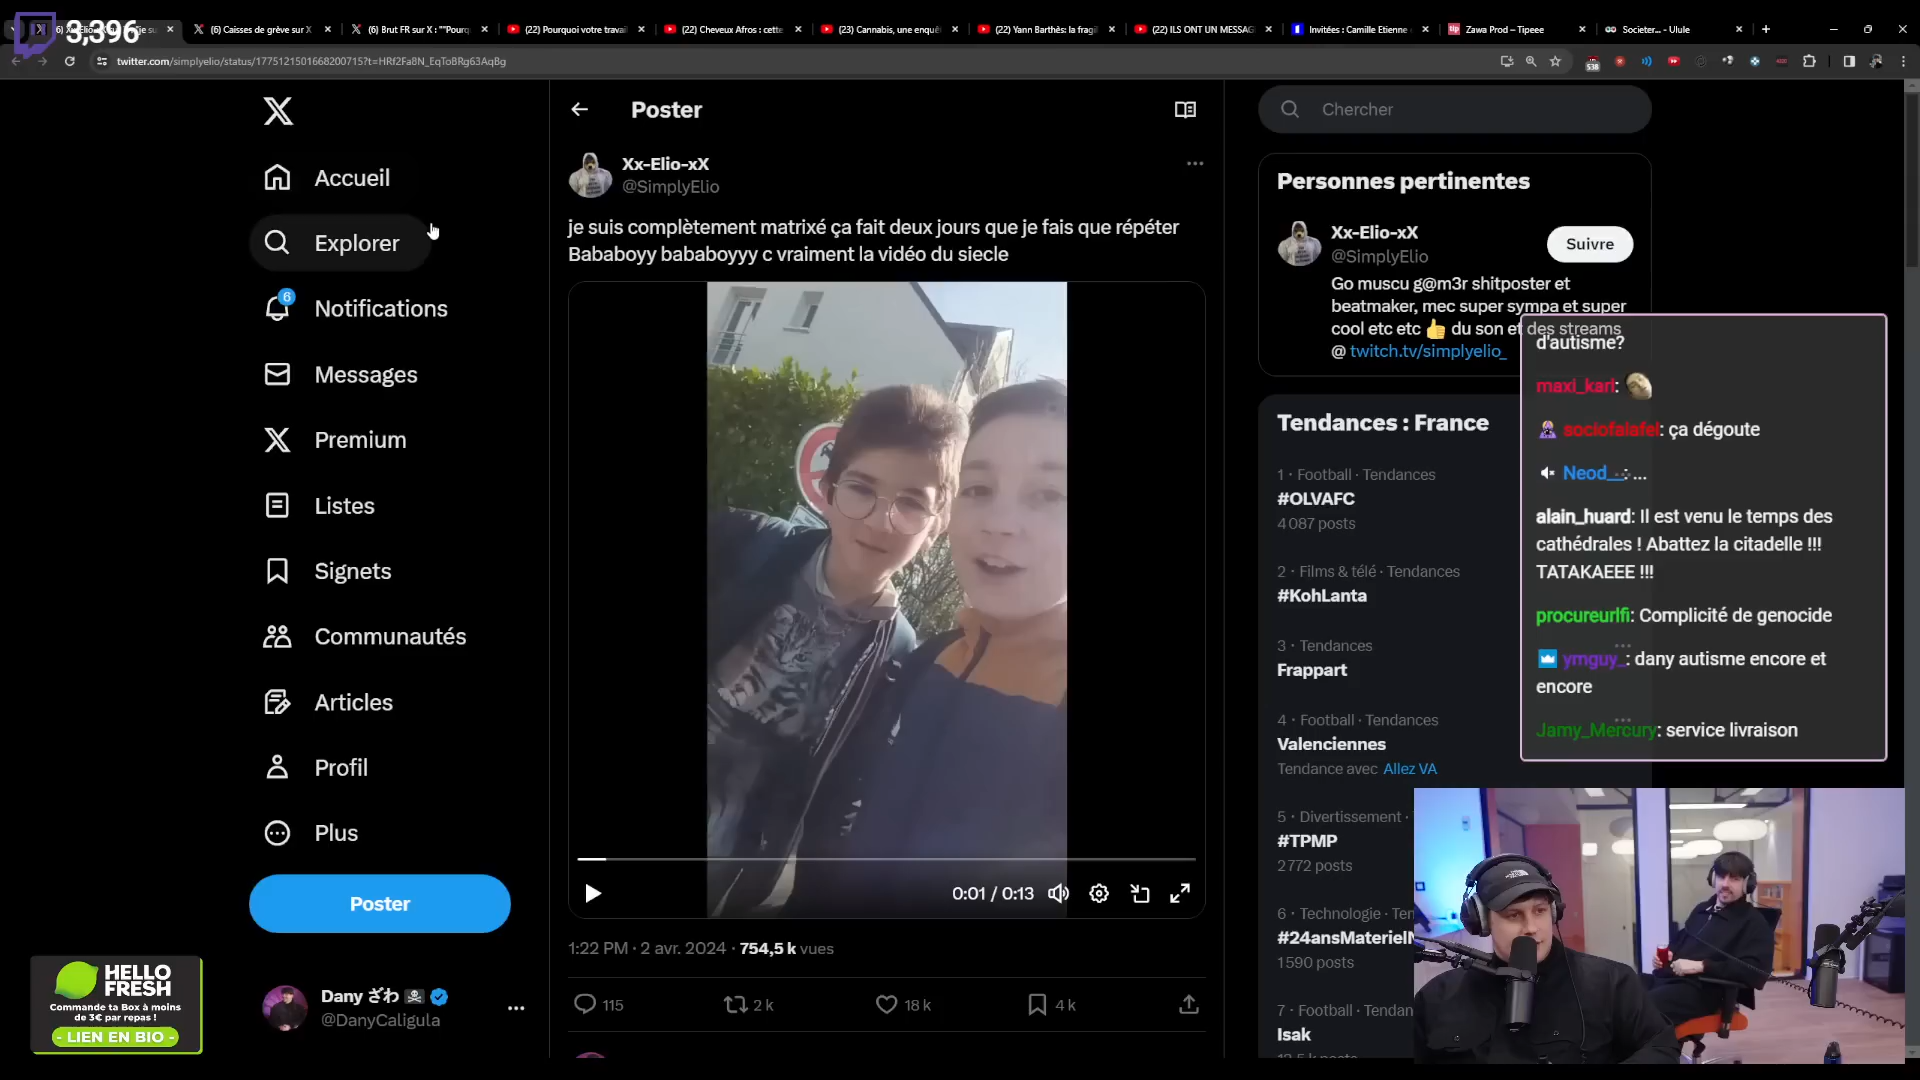 3,396
(6) Caisses de grève sur X
(6) Brut FR sur X : ""Pourq
(22) Pourquoi votre travai
(22) Cheveux Afros : cette
(23) Cannabis, une enquê
(22) Yann Barthès: la fragi
(22) ILS ONT UN MESSAG
Invitées : Camille Etienne
Zawa Prod – Tipeee
Societer... - Ulule
twitter.com/simplyelio/status/1775121501668200715?t=HRf2Fa8N_EqToBRg63AqBg
Accueil
Explorer
6
Notifications
Messages
Premium
Listes
Signets
Communautés
Articles
Profil
Plus
Poster
Dany ざわ
@DanyCaligula
HELLO
FRESH
Commande ta Box à moins
de 3€ par repas !
- LIEN EN BIO -
Poster
Xx-Elio-xX
@SimplyElio
je suis complètement matrixé ça fait deux jours que je fais que répéter
Bababoyy bababoyyy c vraiment la vidéo du siecle
0:01 / 0:13
1:22 PM · 2 avr. 2024 · 754,5 k vues
115
2 k
18 k
4 k
Chercher
Personnes pertinentes
Xx-Elio-xX
@SimplyElio
Suivre
Go muscu g@m3r shitposter et
beatmaker, mec super sympa et super
cool etc etc 👍 du son et des streams
@ twitch.tv/simplyelio_
Tendances : France
1 · Football · Tendances
#OLVAFC
4 087 posts
2 · Films & télé · Tendances
#KohLanta
3 · Tendances
Frappart
4 · Football · Tendances
Valenciennes
Tendance avec Allez VA
5 · Divertissement ·
#TPMP
2 772 posts
6 · Technologie · Ten
#24ansMaterielN
1 590 posts
7 · Football · Tendan
Isak
d'autisme?
maxi_karl:
sociofalafel: ça dégoute
Neod__: ...
alain_huard: Il est venu le temps des
cathédrales ! Abattez la citadelle !!!
TATAKAEEE !!!
procureurlfi: Complicité de genocide
ymguy_: dany autisme encore et
encore
Jamy_Mercury: service livraison